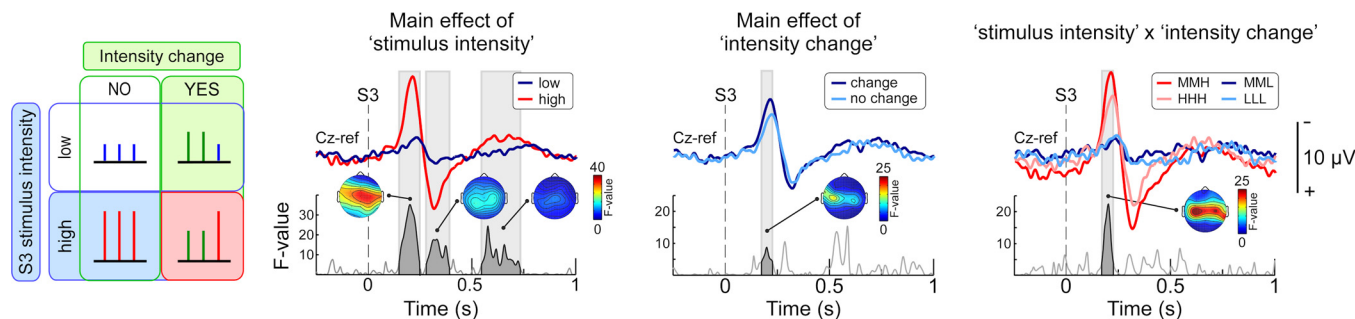 Intensity change
NO
YES
S3 stimulus intensity
low
high
Main effect of
‘stimulus intensity’
S3
low
high
Cz-ref
40
F-value
0
F-value
30
20
10
0
0.5
1
Time (s)
Main effect of
‘intensity change’
S3
change
no change
Cz-ref
25
F-value
0
20
10
0
0.5
1
Time (s)
‘stimulus intensity’ x ‘intensity change’
S3
MMH
MML
HHH
LLL
Cz-ref
25
F-value
0
20
10
0
0.5
1
Time (s)
-
10 µV
+